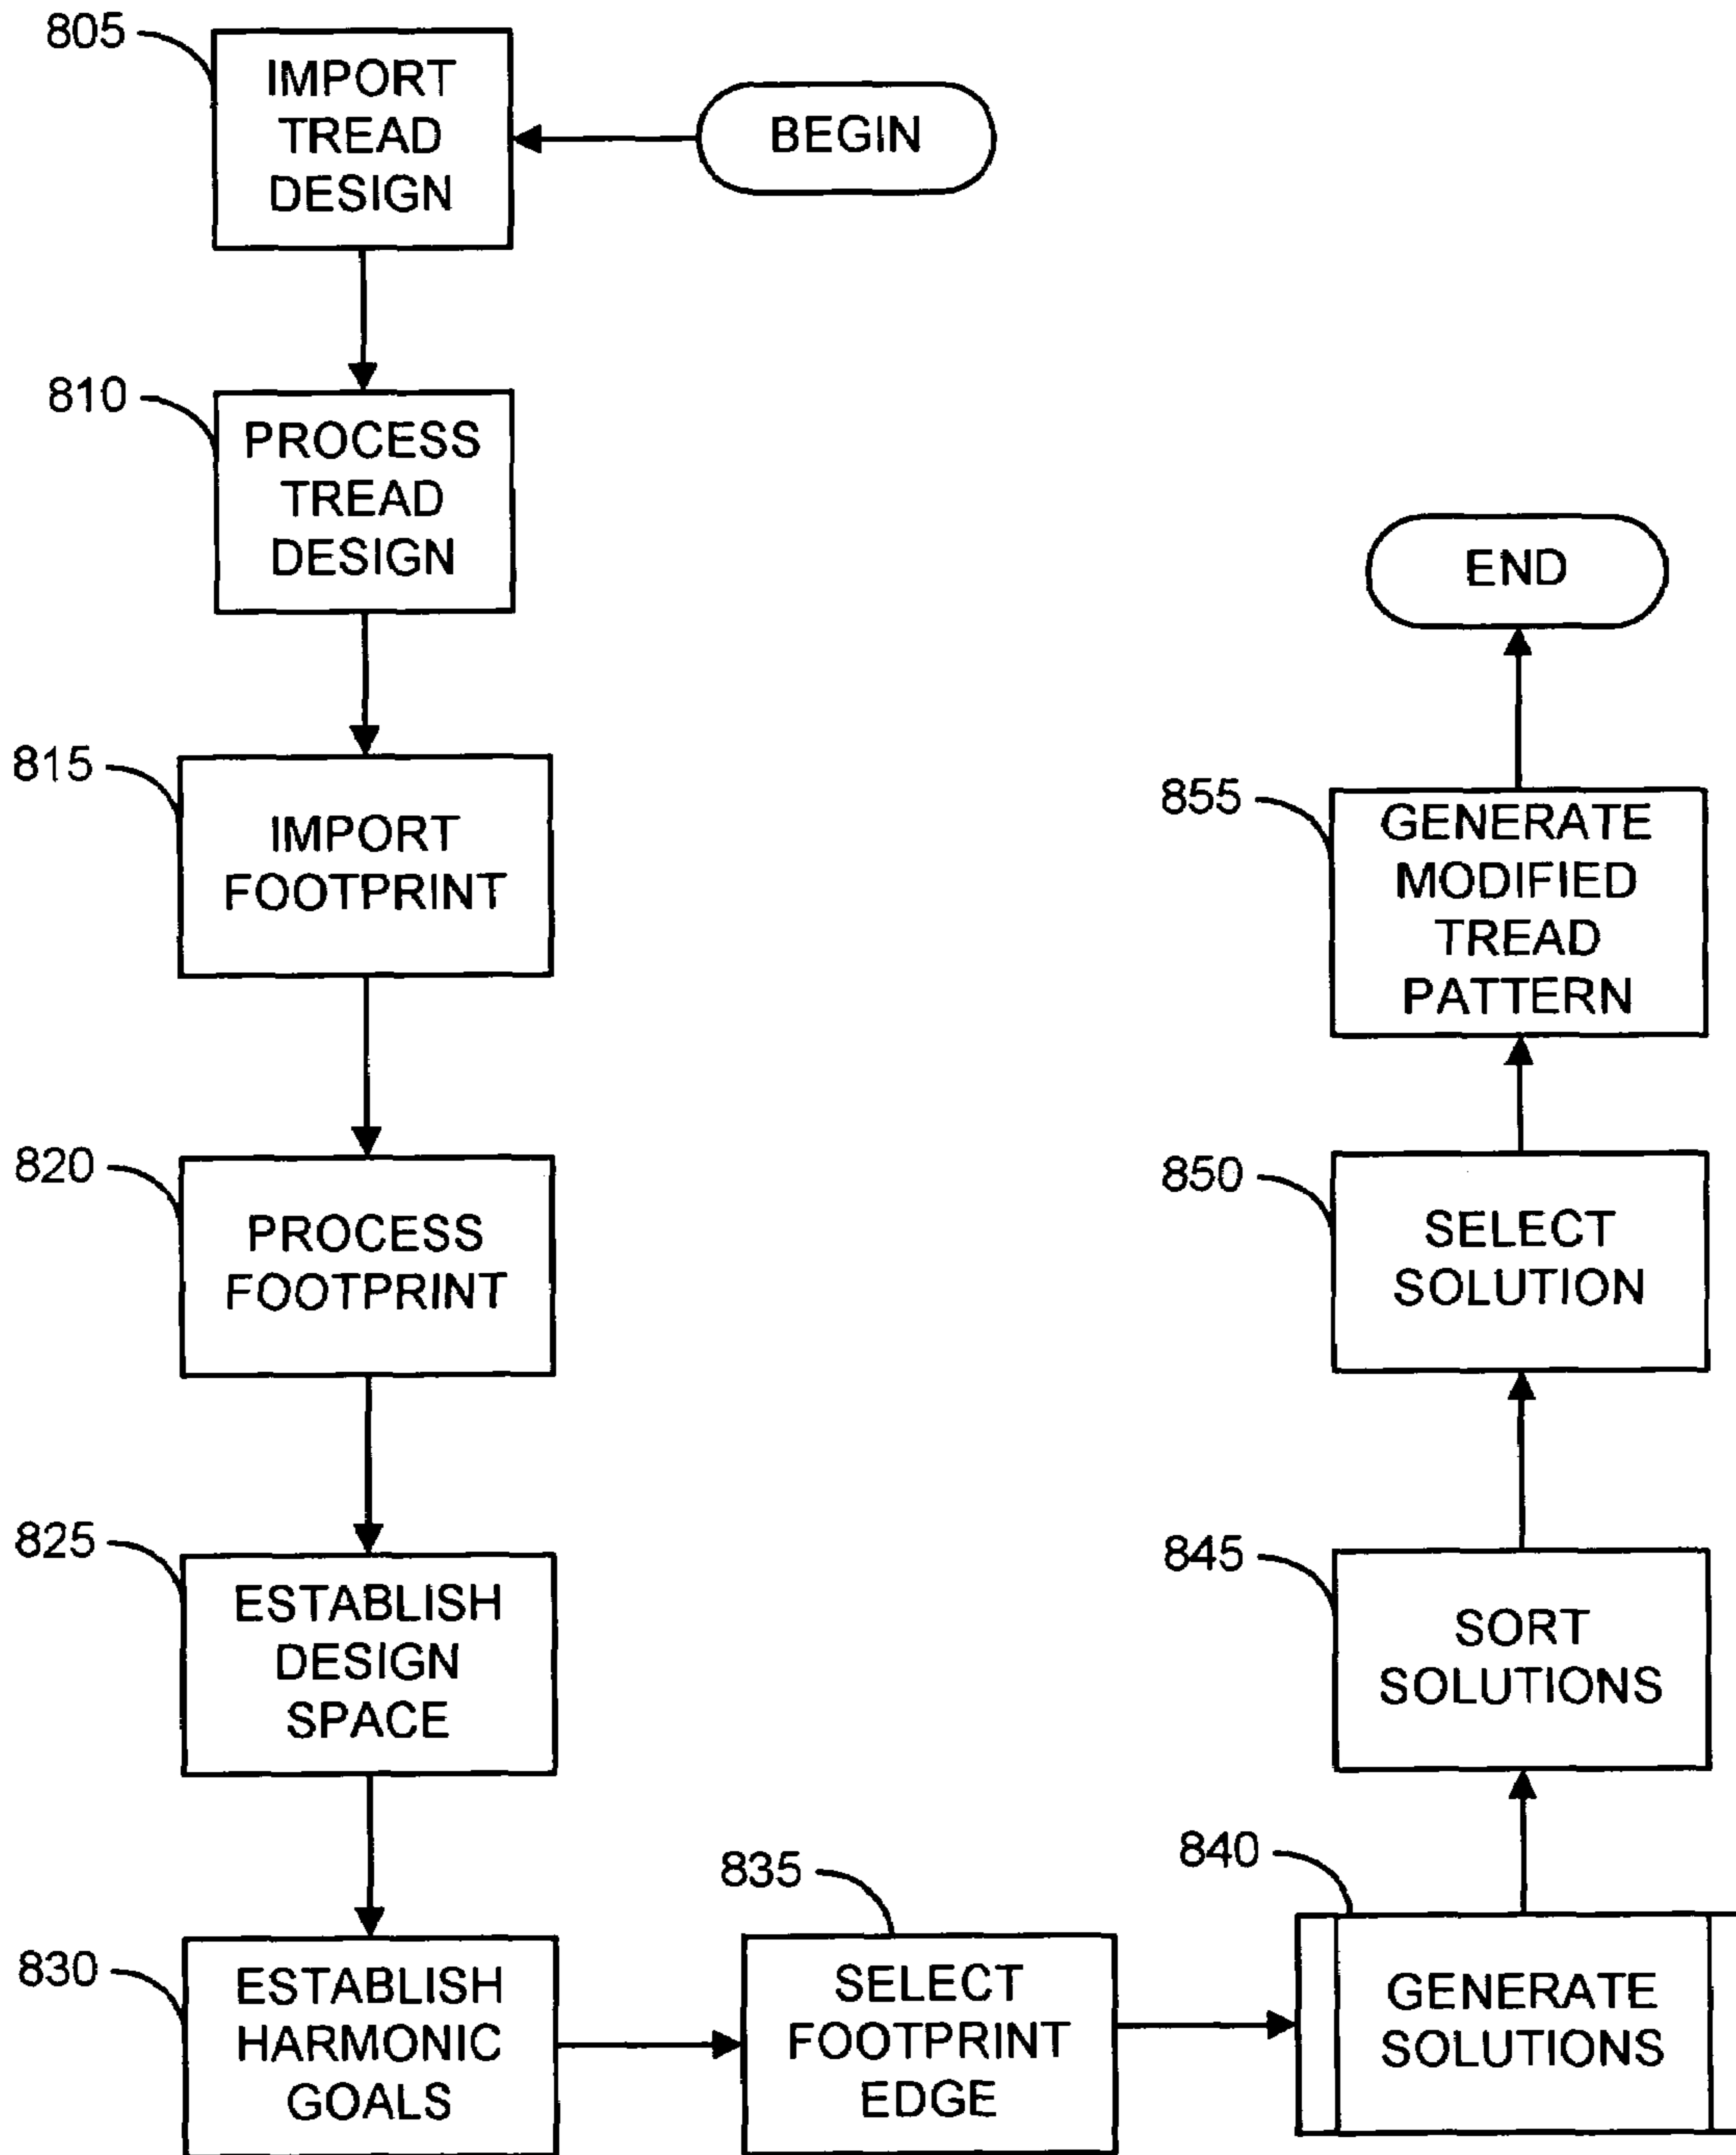 BEGIN
805
IMPORT
TREAD
DESIGN
810
PROCESS
TREAD
DESIGN
815
IMPORT
FOOTPRINT
820
PROCESS
FOOTPRINT
825
ESTABLISH
DESIGN
SPACE
830
ESTABLISH
HARMONIC
GOALS
835
SELECT
FOOTPRINT
EDGE
840
GENERATE
SOLUTIONS
845
SORT
SOLUTIONS
850
SELECT
SOLUTION
855
GENERATE
MODIFIED
TREAD
PATTERN
END